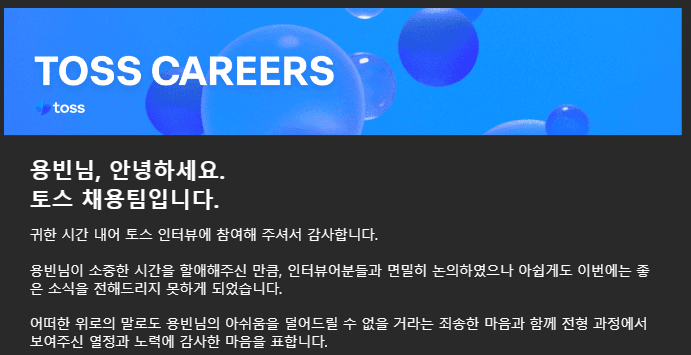 TOSS CAREERS
toss
용빈님, 안녕하세요.
토스 채용팀입니다.
귀한 시간 내어 토스 인터뷰에 참여해 주셔서 감사합니다.
용빈님이 소중한 시간을 할애해주신 만큼, 인터뷰어분들과 면밀히 논의하였으나 아쉽게도 이번에는 좋
은 소식을 전해드리지 못하게 되었습니다.
어떠한 위로의 말로도 용빈님의 아쉬움을 덜어드릴 수 없을 거라는 죄송한 마음과 함께 전형 과정에서
보여주신 열정과 노력에 감사한 마음을 표합니다.